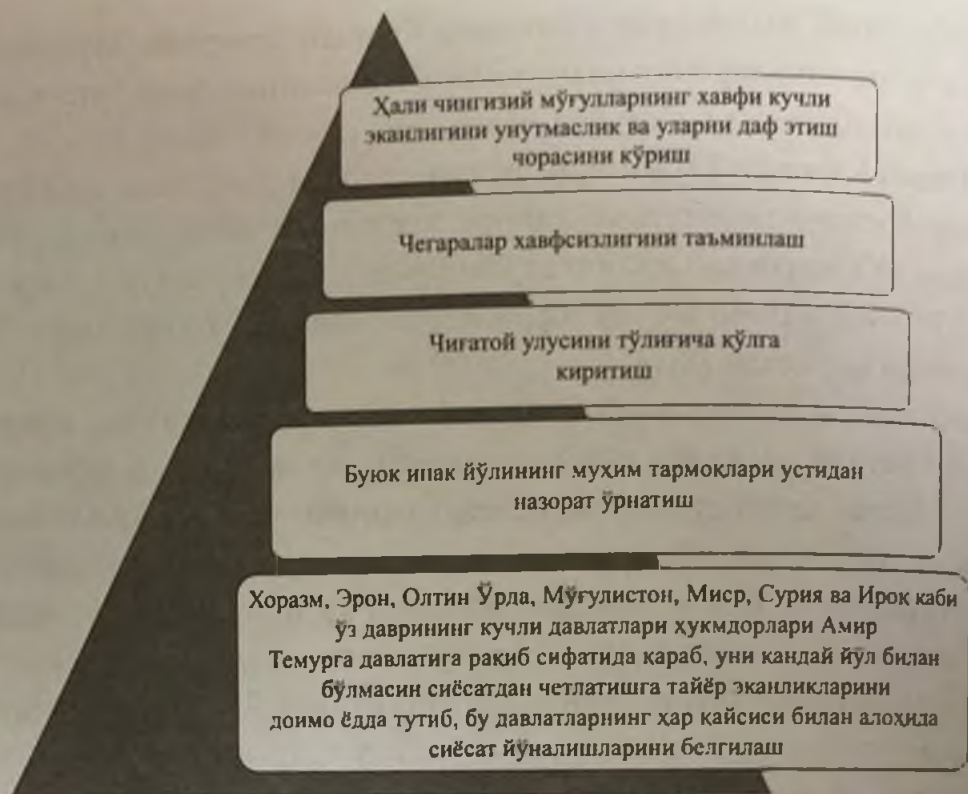 Ҳали чингизий мўғулларнинг хавфи кучли
эканлигини унутмаслик ва уларни даф этиш
чорасини кўриш
Чегаралар хавфсизлигини таъминлаш
Чиғатой улусини тўлиғича қўлга
киритиш
Буюк ипак йўлининг муҳим тармоқлари устидан
назорат ўрнатиш
Хоразм, Эрон, Олтин Ўрда, Мўғулистон, Миср, Сурия ва Ироқ каби
ўз даврининг кучли давлатлари ҳукмдорлари Амир
Темурга давлатига рақиб сифатида қараб, уни қандай йўл билан
бўлмасин сиёсатдан четлатишга тайёр эканликларини
доимо ёдда тутиб, бу давлатларнинг ҳар қайсиси билан алоҳида
сиёсат йўналишларини белгилаш